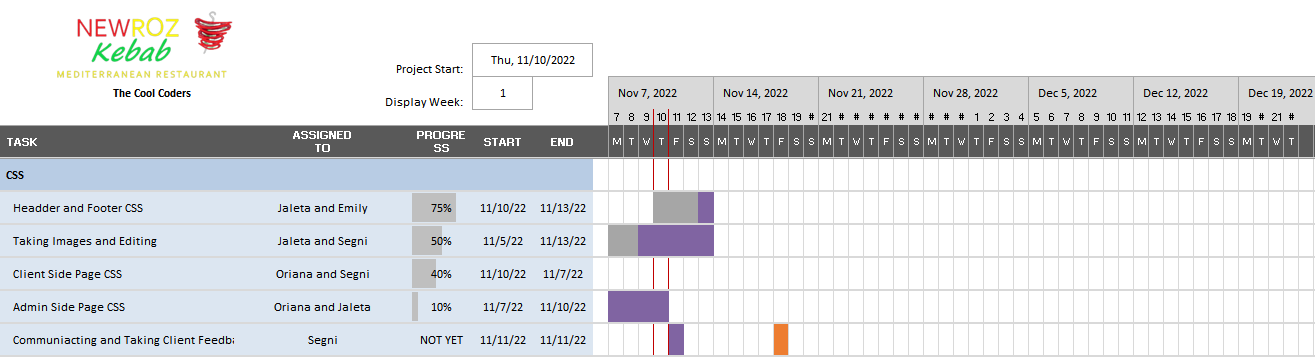 NEWROZ
Kebab
MEDITERRANEAN RESTAURANT
The Cool Coders
Project Start: Thu, 11/10/2022
Display Week: 1
Nov 7, 2022 Nov 14, 2022 Nov 21, 2022 Nov 28, 2022 Dec 5, 2022 Dec 12, 2022 Dec 19, 2022
7 8 9 10 11 12 13 14 15 16 17 18 19 # 21 # # # # # # # # # 1 2 3 4 5 6 7 8 9 # # 12 13 14 15 16 17 18 19 # 21 #
TASK ASSIGNED TO PROGRE SS START END M T W T F S S M T W T F S S M T W T F S S M T W T F S S M T W T F S S M T W T F S S M T W T
CSS
Headder and Footer CSS Jaleta and Emily 75% 11/10/22 11/13/22
Taking Images and Editing Jaleta and Segni 50% 11/5/22 11/13/22
Client Side Page CSS Oriana and Segni 40% 11/10/22 11/7/22
Admin Side Page CSS Oriana and Jaleta 10% 11/7/22 11/10/22
Communiacting and Taking Client Feedba Segni NOT YET 11/11/22 11/11/22